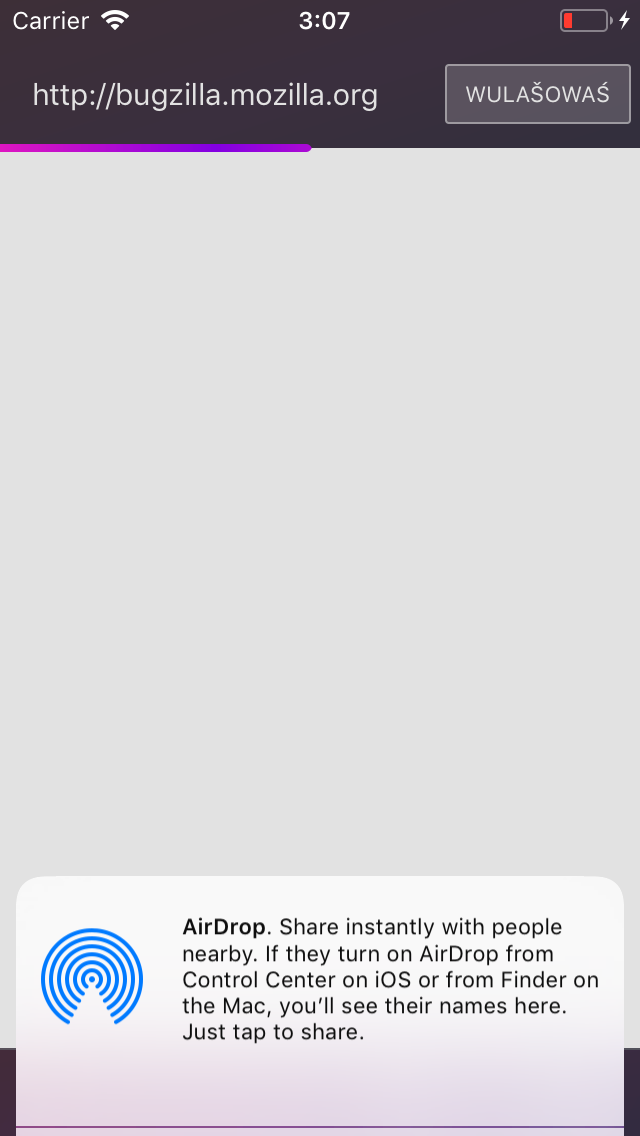 Carrier 3:07
http://bugzilla.mozilla.org WULAŠOWAŚ
AirDrop. Share instantly with people
nearby. If they turn on AirDrop from
Control Center on iOS or from Finder on
the Mac, you’ll see their names here.
Just tap to share.